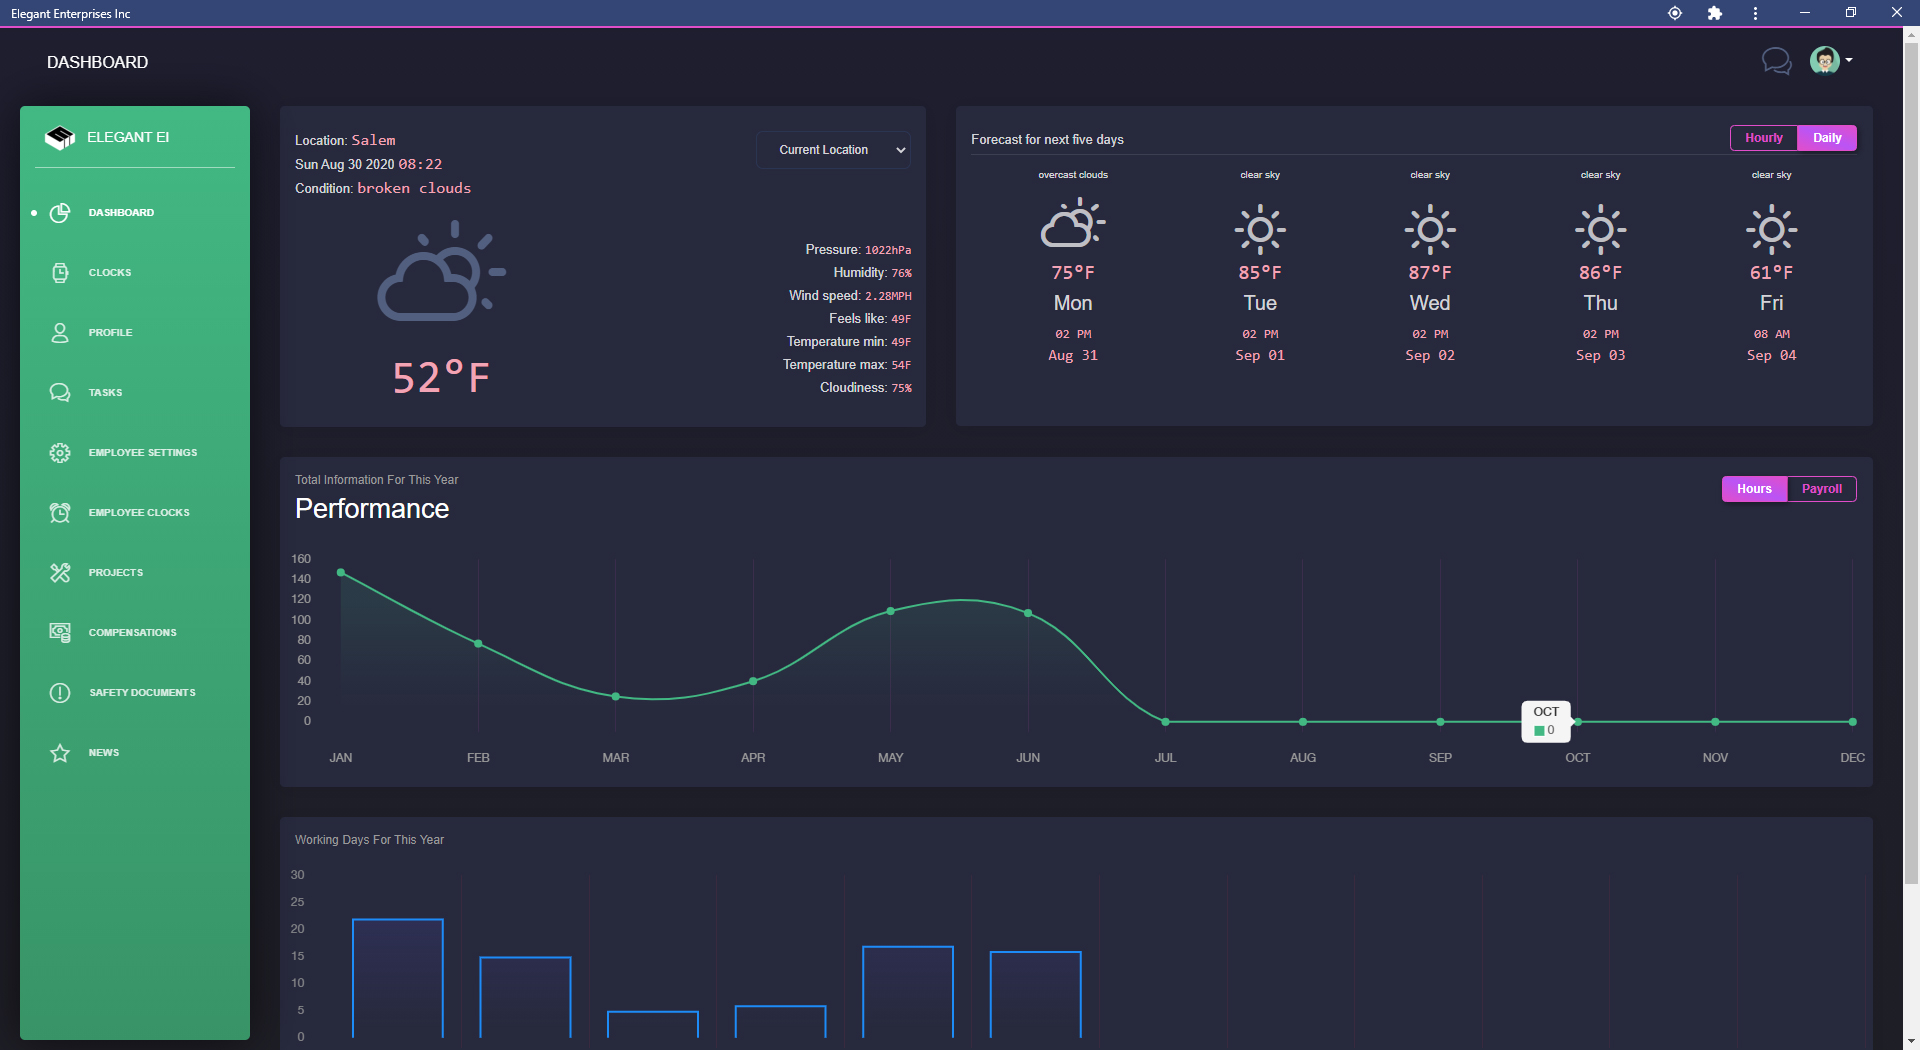 Elegant Enterprises Inc
DASHBOARD
ELEGANT EI
DASHBOARD
CLOCKS
PROFILE
TASKS
EMPLOYEE SETTINGS
EMPLOYEE CLOCKS
PROJECTS
COMPENSATIONS
SAFETY DOCUMENTS
NEWS
Location: Salem
Sun Aug 30 2020 08:22
Condition: broken clouds
Current Location
52°F
Pressure: 1022hPa
Humidity: 76%
Wind speed: 2.28MPH
Feels like: 49F
Temperature min: 49F
Temperature max: 54F
Cloudiness: 75%
Forecast for next five days
Hourly Daily
overcast clouds clear sky clear sky clear sky clear sky
75°F 85°F 87°F 86°F 61°F
Mon Tue Wed Thu Fri
02 PM 02 PM 02 PM 02 PM 08 AM
Aug 31 Sep 01 Sep 02 Sep 03 Sep 04
Total Information For This Year
Performance
Hours Payroll
160
140
120
100
80
60
40
20
0
OCT
0
JAN FEB MAR APR MAY JUN JUL AUG SEP OCT NOV DEC
Working Days For This Year
30
25
20
15
10
5
0